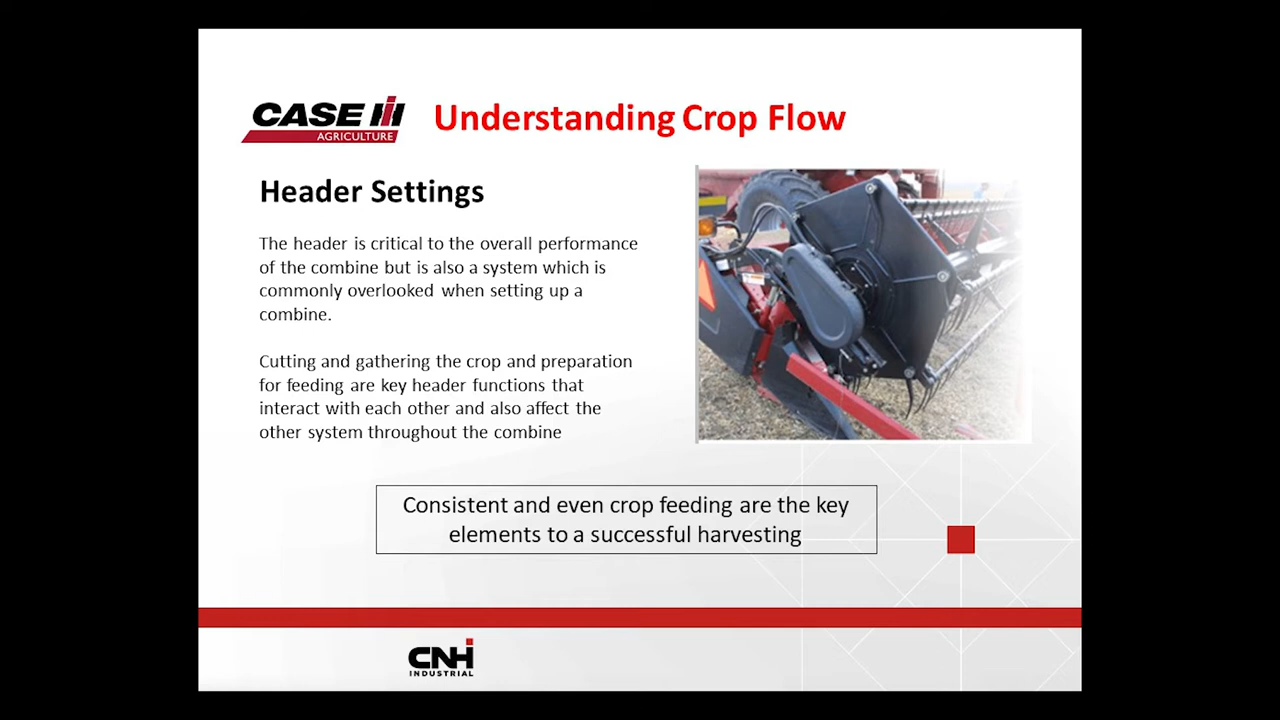 CASE IH
AGRICULTURE
Understanding Crop Flow
Header Settings
The header is critical to the overall performance
of the combine but is also a system which is
commonly overlooked when setting up a
combine.
Cutting and gathering the crop and preparation
for feeding are key header functions that
interact with each other and also affect the
other system throughout the combine
Consistent and even crop feeding are the key
elements to a successful harvesting
CNH
INDUSTRIAL